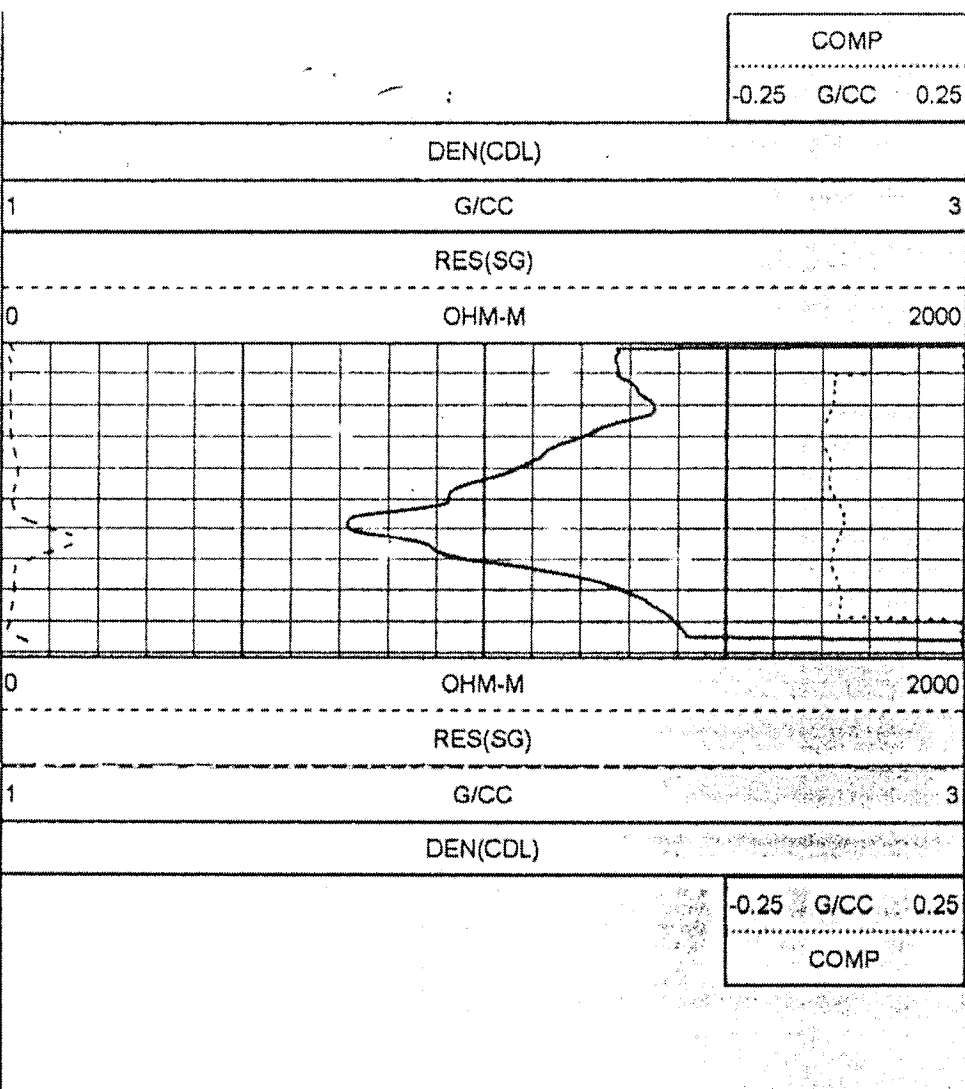 COMP
-0.25 G/CC 0.25
DEN(CDL)
1 G/CC 3
RES(SG)
0 OHM-M 2000
0 OHM-M 2000
RES(SG)
1 G/CC 3
DEN(CDL)
-0.25 G/CC 0.25
COMP